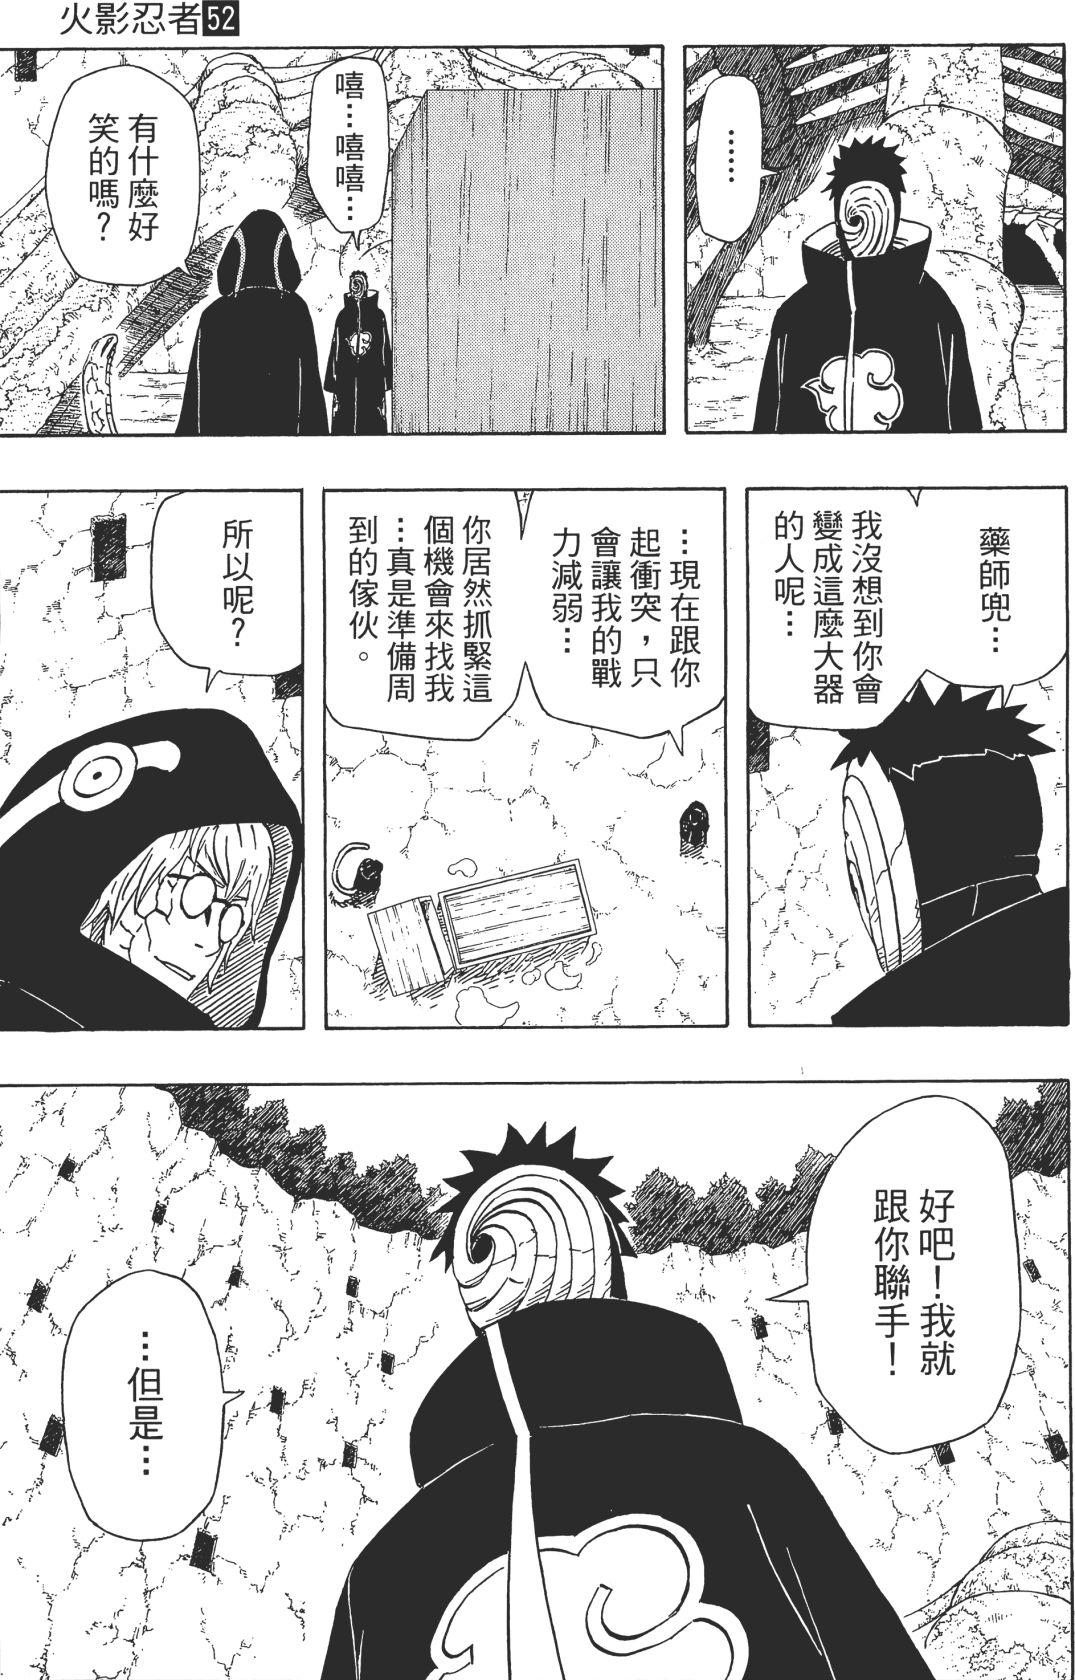 火影忍者52
……
嘻…嘻嘻…
有什麼好
笑的嗎？
藥師兜…
我沒想到你會
變成這麼大器
的人呢…
…現在跟你
起衝突，只
會讓我的戰
力減弱…
你居然抓緊這
個機會來找我
…真是準備周
到的傢伙。
所以呢？
好吧！我就
跟你聯手！
…但是…